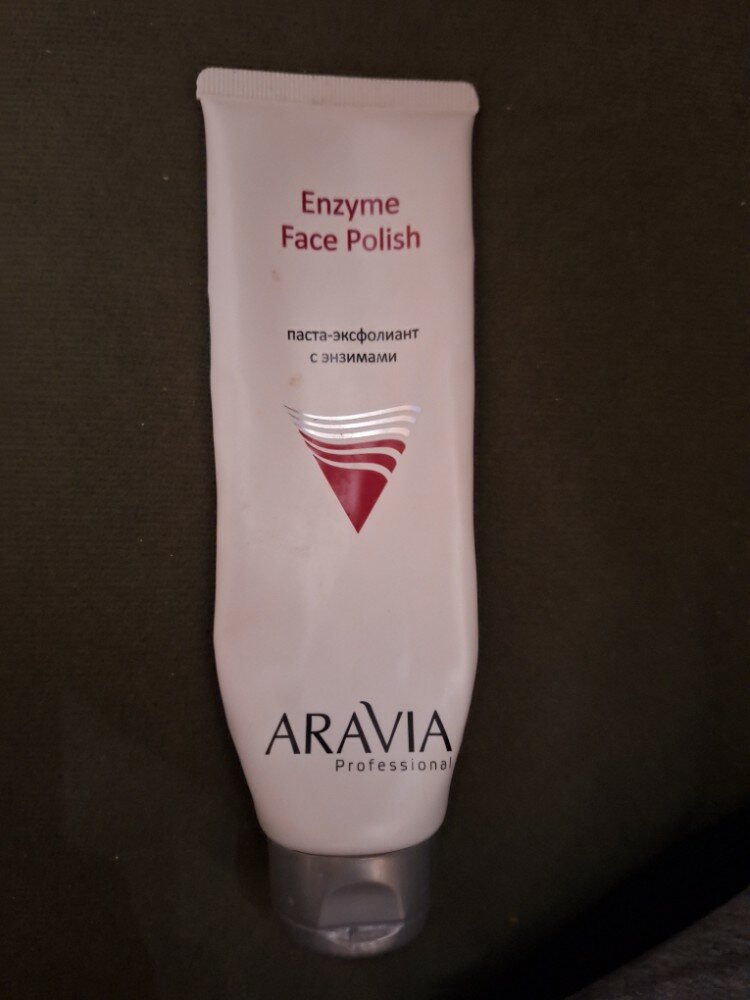 Enzyme
Face Polish
паста-эксфолиант
с энзимами
ARAVIA
Professional